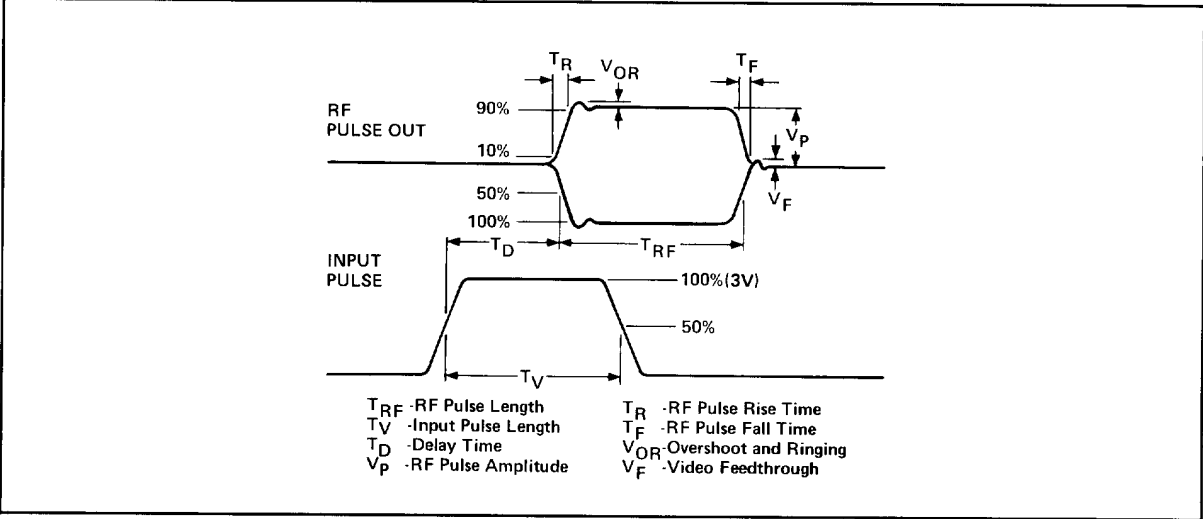 T_R
V_OR
T_F
RF
PULSE OUT
90%
10%
50%
100%
V_P
V_F
T_D
T_RF
INPUT
PULSE
100%(3V)
50%
T_V
T_RF -RF Pulse Length
T_V -Input Pulse Length
T_D -Delay Time
V_P -RF Pulse Amplitude
T_R -RF Pulse Rise Time
T_F -RF Pulse Fall Time
V_OR-Overshoot and Ringing
V_F -Video Feedthrough